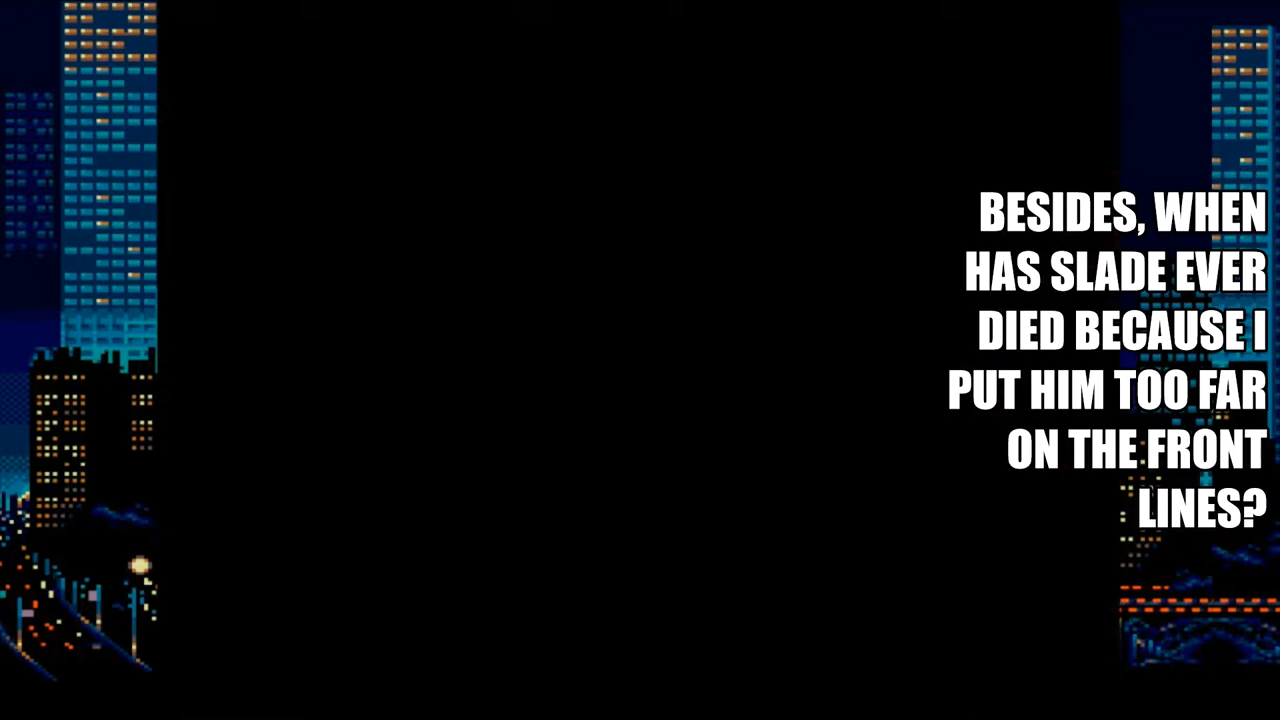 BESIDES, WHEN
HAS SLADE EVER
DIED BECAUSE I
PUT HIM TOO FAR
ON THE FRONT
LINES?